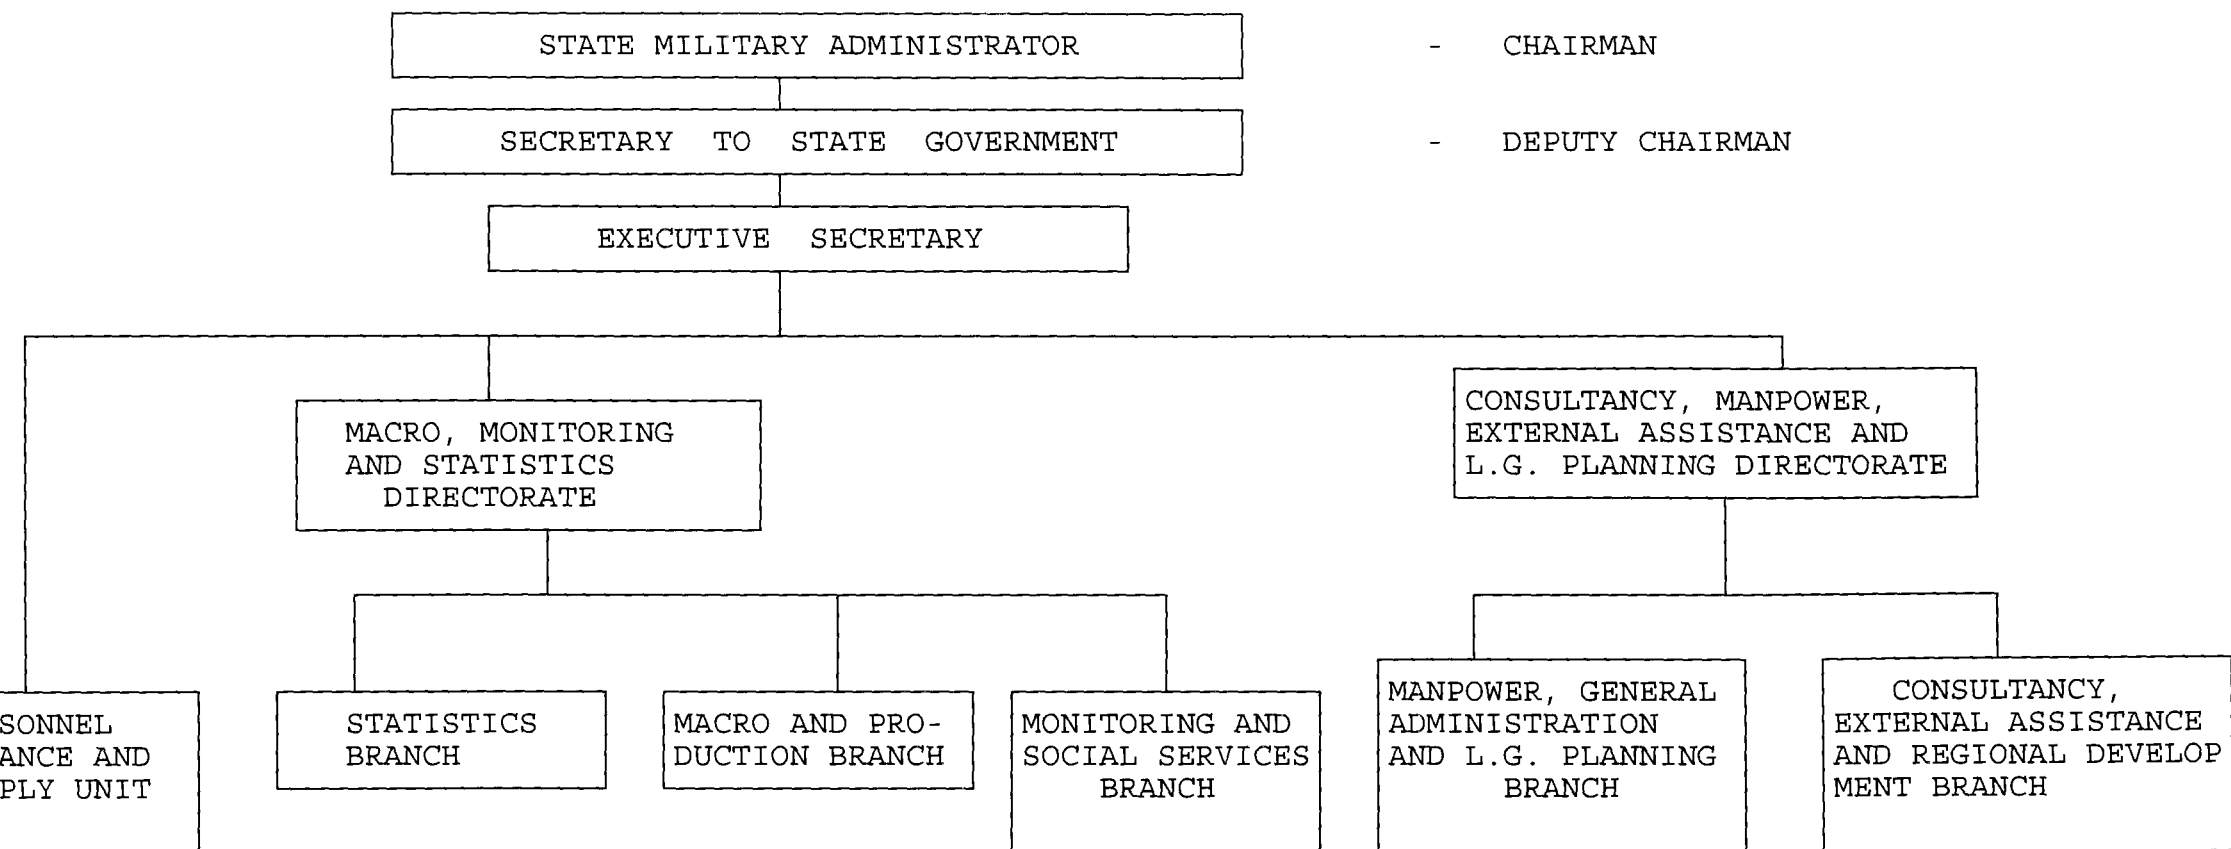 STATE MILITARY ADMINISTRATOR - CHAIRMAN
SECRETARY TO STATE GOVERNMENT - DEPUTY CHAIRMAN
EXECUTIVE SECRETARY
MACRO, MONITORING
AND STATISTICS
DIRECTORATE
CONSULTANCY, MANPOWER,
EXTERNAL ASSISTANCE AND
L.G. PLANNING DIRECTORATE
SONNEL
ANCE AND
PLY UNIT
STATISTICS
BRANCH
MACRO AND PRO-
DUCTION BRANCH
MONITORING AND
SOCIAL SERVICES
BRANCH
MANPOWER, GENERAL
ADMINISTRATION
AND L.G. PLANNING
BRANCH
CONSULTANCY,
EXTERNAL ASSISTANCE
AND REGIONAL DEVELOP
MENT BRANCH